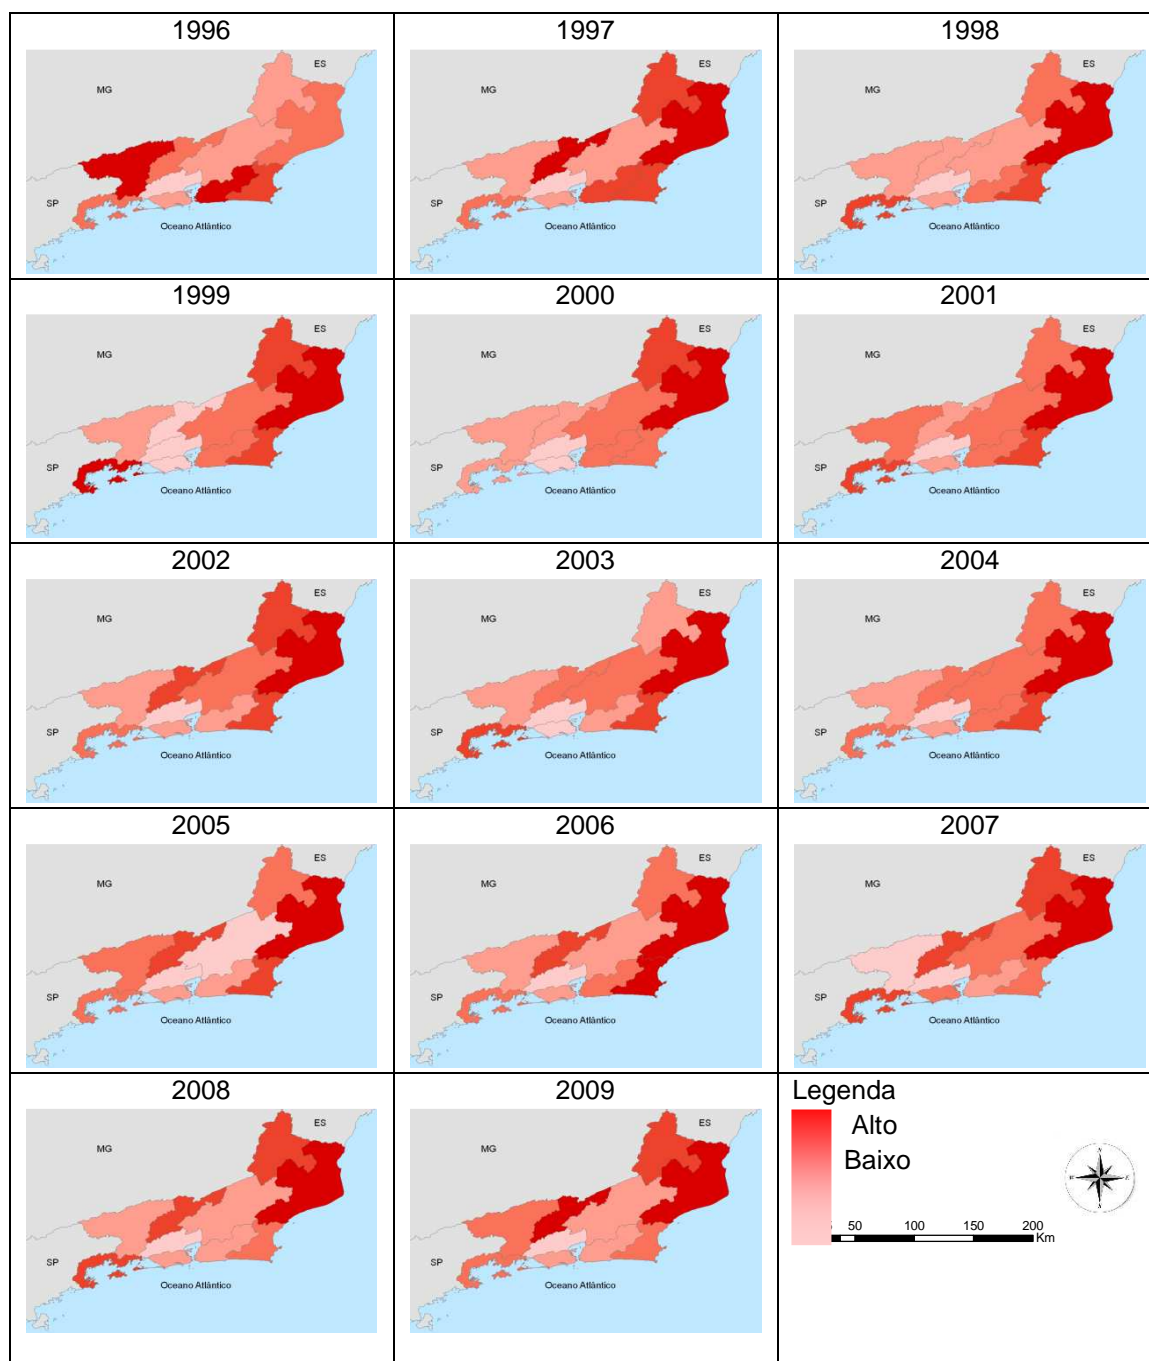 1996
MG
ES
SP
Oceano Atlântico
1997
MG
ES
SP
Oceano Atlântico
1998
MG
ES
SP
Oceano Atlântico
1999
MG
ES
SP
Oceano Atlântico
2000
MG
ES
SP
Oceano Atlântico
2001
MG
ES
SP
Oceano Atlântico
2002
MG
ES
SP
Oceano Atlântico
2003
MG
ES
SP
Oceano Atlântico
2004
MG
ES
SP
Oceano Atlântico
2005
MG
ES
SP
Oceano Atlântico
2006
MG
ES
SP
Oceano Atlântico
2007
MG
ES
SP
Oceano Atlântico
2008
MG
ES
SP
Oceano Atlântico
2009
MG
ES
SP
Oceano Atlântico
Legenda
Alto
Baixo
N
W E
S
50 100 150 200
Km